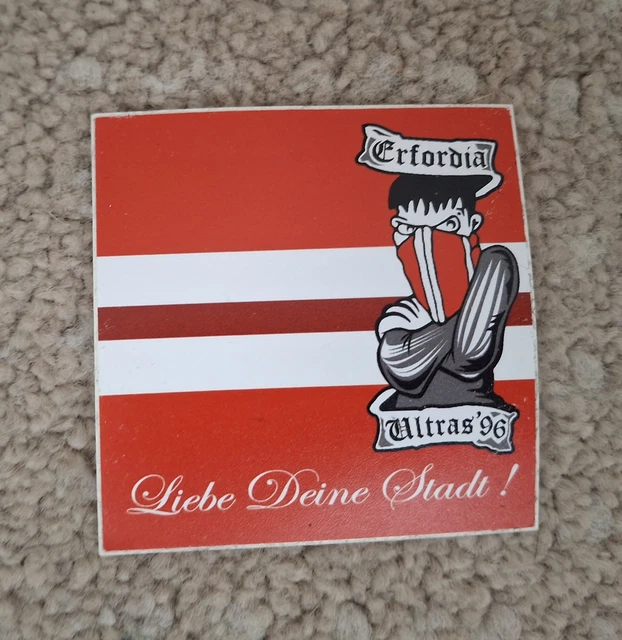 Erfordia
Ultras'96
Liebe Deine Stadt !